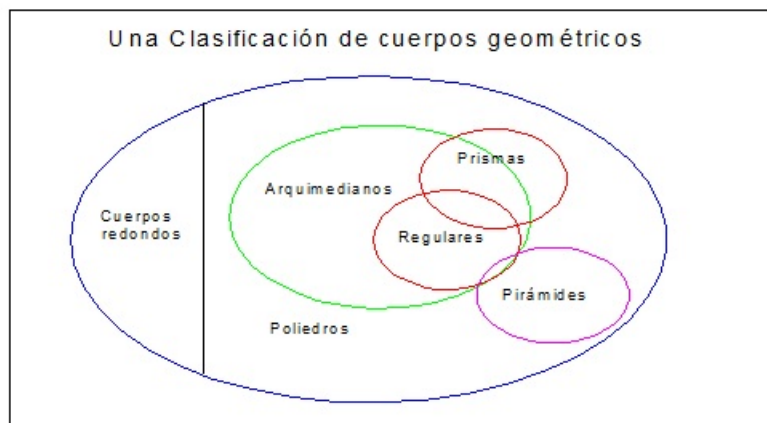 Una Clasificación de cuerpos geométricos
Prismas
Arquimedianos
Cuerpos
redondos
Regulares
Pirámides
Poliedros